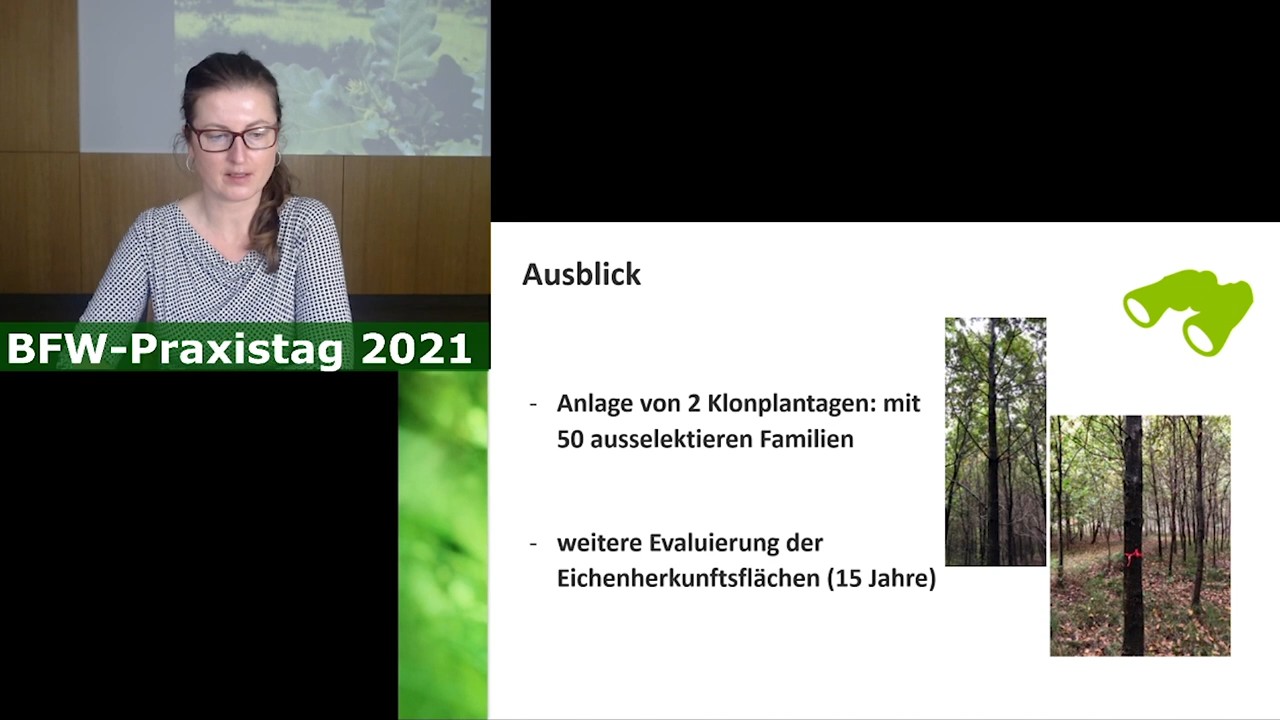 BFW-Praxistag 2021
Ausblick
- Anlage von 2 Klonplantagen: mit
50 ausselektieren Familien
- weitere Evaluierung der
Eichenherkunftsflächen (15 Jahre)